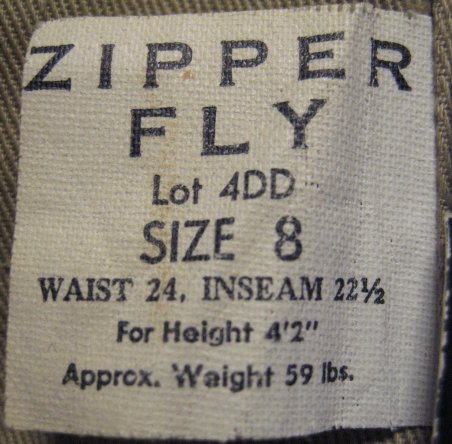 ZIPPER
FLY
Lot 4DD
SIZE 8
WAIST 24, INSEAM 22½
For Height 4'2"
Approx. Waight 59 lbs.